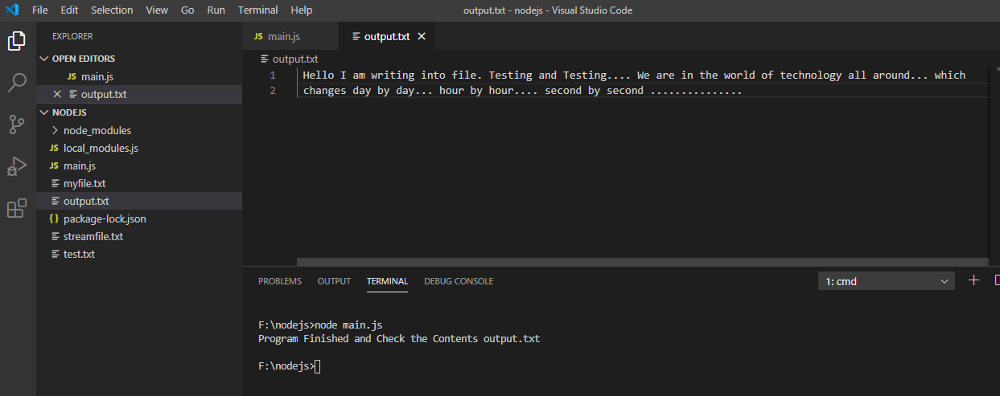 File Edit Selection View Go Run Terminal Help output.txt - nodejs - Visual Studio Code
EXPLORER
OPEN EDITORS
JS main.js
output.txt
NODEJS
node_modules
JS local_modules.js
JS main.js
myfile.txt
output.txt
{} package-lock.json
streamfile.txt
test.txt
JS main.js output.txt
output.txt
1 Hello I am writing into file. Testing and Testing.... We are in the world of technology all around... which
2 changes day by day... hour by hour.... second by second ...............
PROBLEMS OUTPUT TERMINAL DEBUG CONSOLE 1: cmd
F:\nodejs>node main.js
Program Finished and Check the Contents output.txt
F:\nodejs>